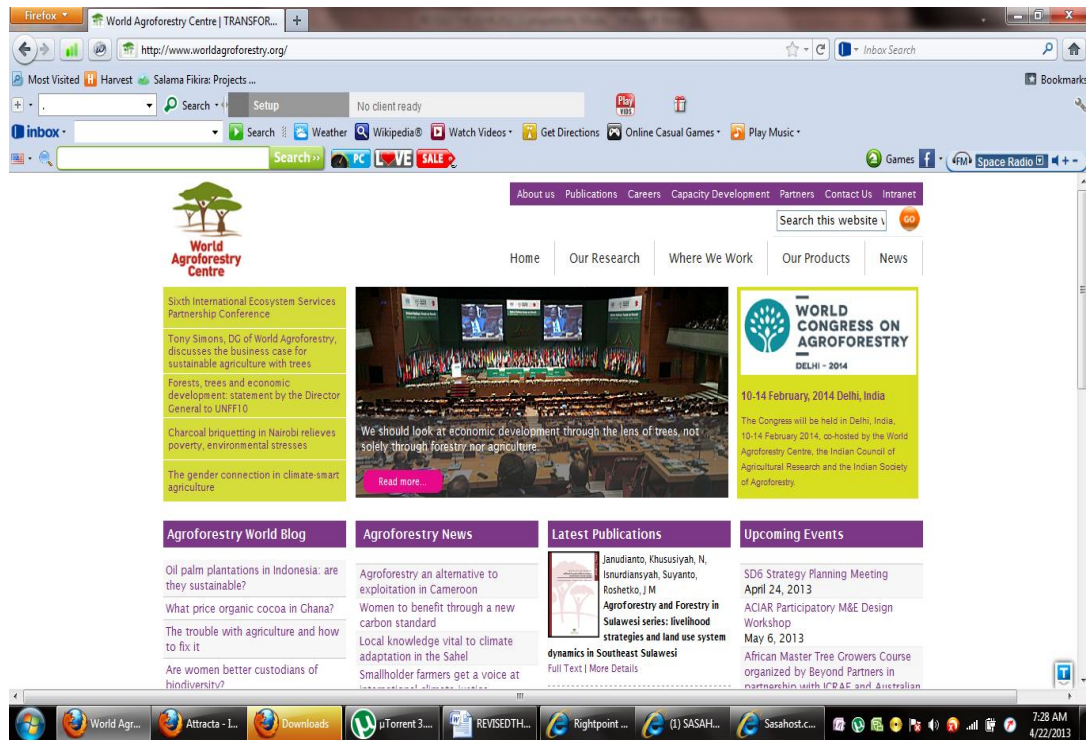 Firefox
World Agroforestry Centre | TRANSFOR...
http://www.worldagroforestry.org/
Inbox Search
Most Visited Harvest Salama Fikira: Projects ...
Bookmarks
Search Setup No client ready Play VIDS
inbox Search Weather Wikipedia® Watch Videos Get Directions Online Casual Games Play Music
Search PC LOVE SALE Games FM Space Radio
World
Agroforestry
Centre
About us Publications Careers Capacity Development Partners Contact Us Intranet
Search this website GO
Home Our Research Where We Work Our Products News
Sixth International Ecosystem Services
Partnership Conference
Tony Simons, DG of World Agroforestry,
discusses the business case for
sustainable agriculture with trees
Forests, trees and economic
development: statement by the Director
General to UNFF10
Charcoal briquetting in Nairobi relieves
poverty, environmental stresses
The gender connection in climate-smart
agriculture
We should look at economic development through the lens of trees, not
solely through forestry nor agriculture.
Read more...
WORLD
CONGRESS ON
AGROFORESTRY
DELHI - 2014
10-14 February, 2014 Delhi, India
The Congress will be held in Delhi, India,
10-14 February 2014, co-hosted by the World
Agroforestry Centre, the Indian Council of
Agricultural Research and the Indian Society
of Agroforestry.
Agroforestry World Blog
Oil palm plantations in Indonesia: are
they sustainable?
What price organic cocoa in Ghana?
The trouble with agriculture and how
to fix it
Are women better custodians of
biodiversity?
Agroforestry News
Agroforestry an alternative to
exploitation in Cameroon
Women to benefit through a new
carbon standard
Local knowledge vital to climate
adaptation in the Sahel
Smallholder farmers get a voice at
international climate justice
Latest Publications
Janudianto, Khususiyah, N,
Isnurdiansyah, Suyanto,
Roshetko, J M
Agroforestry and Forestry in
Sulawesi series: livelihood
strategies and land use system
dynamics in Southeast Sulawesi
Full Text | More Details
Upcoming Events
SD6 Strategy Planning Meeting
April 24, 2013
ACIAR Participatory M&E Design
Workshop
May 6, 2013
African Master Tree Growers Course
organized by Beyond Partners in
partnership with ICRAF and Australian
World Agr... Attracta - I... Downloads µTorrent 3.... REVISEDTH... Rightpoint ... (1) SASAH... Sasahost.c...
7:28 AM
4/22/2013